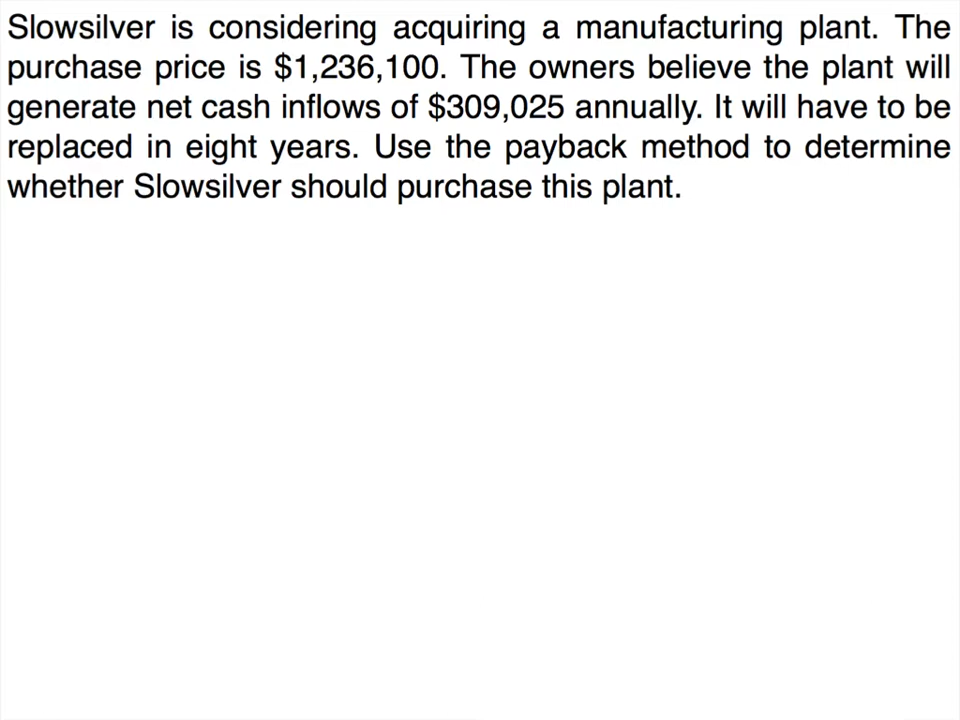 Slowsilver is considering acquiring a manufacturing plant. The
purchase price is $1,236,100. The owners believe the plant will
generate net cash inflows of $309,025 annually. It will have to be
replaced in eight years. Use the payback method to determine
whether Slowsilver should purchase this plant.